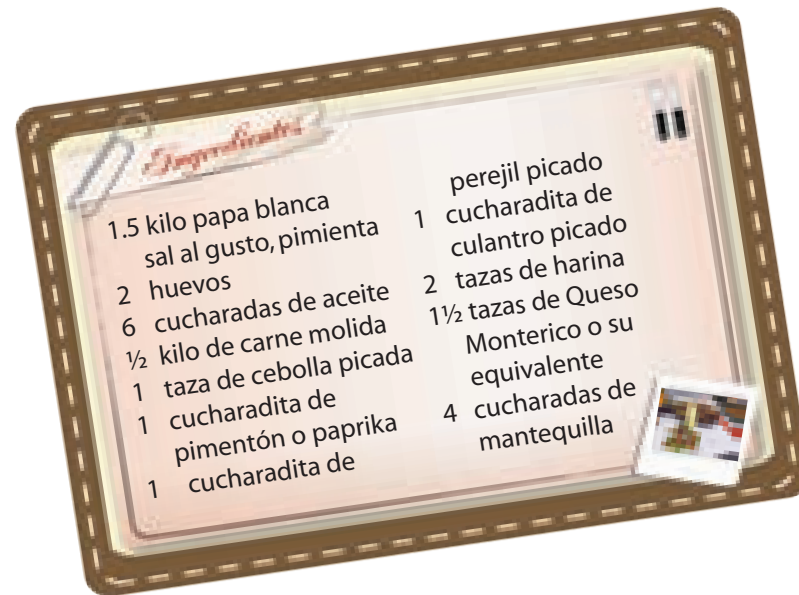 Ingredientes
1.5 kilo papa blanca
sal al gusto, pimienta
2 huevos
6 cucharadas de aceite
½ kilo de carne molida
1 taza de cebolla picada
1 cucharadita de
pimentón o paprika
1 cucharadita de
perejil picado
1 cucharadita de
culantro picado
2 tazas de harina
1½ tazas de Queso
Monterico o su
equivalente
4 cucharadas de
mantequilla